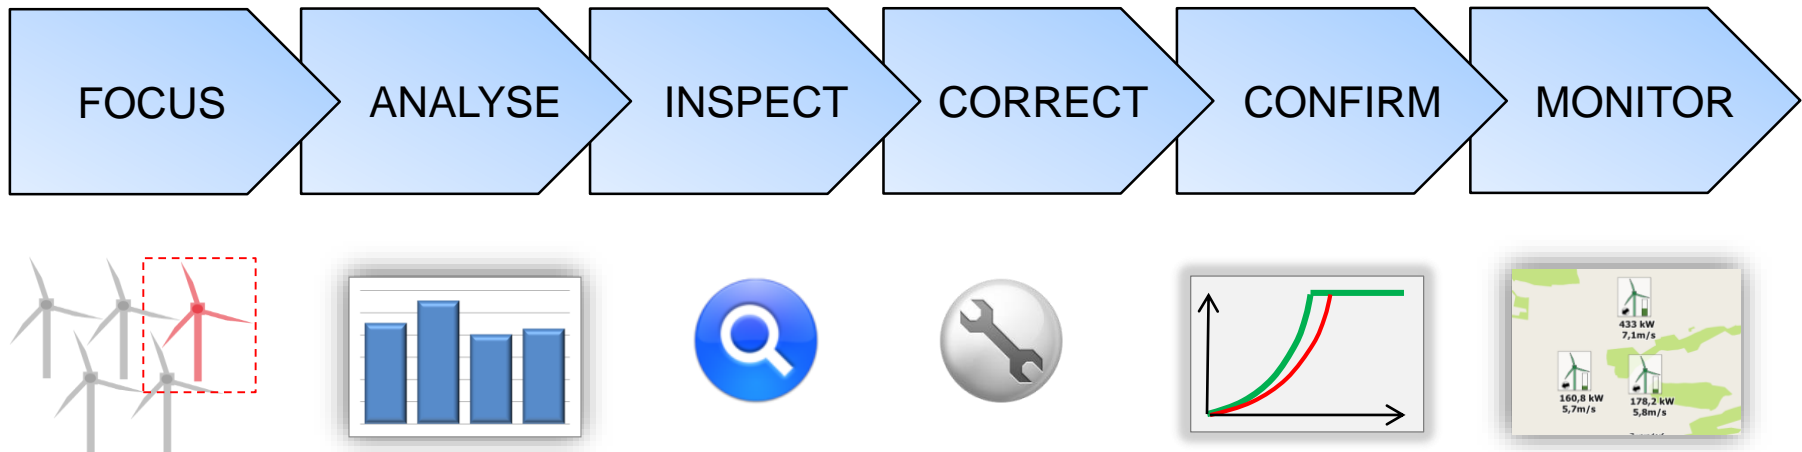 FOCUS
ANALYSE
INSPECT
CORRECT
CONFIRM
MONITOR
433 kW
7,1m/s
160,8 kW
5,7m/s
178,2 kW
5,8m/s